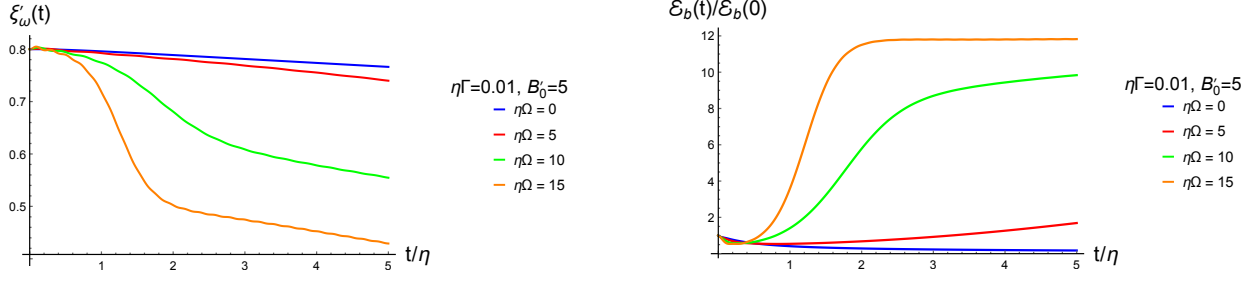 ξ′ω(t)
0.8
0.7
0.6
0.5
1
2
3
4
5
t/η
ηΓ=0.01, B′0=5
ηΩ = 0
ηΩ = 5
ηΩ = 10
ηΩ = 15
ℰb(t)/ℰb(0)
12
10
8
6
4
2
1
2
3
4
5
t/η
ηΓ=0.01, B′0=5
ηΩ = 0
ηΩ = 5
ηΩ = 10
ηΩ = 15